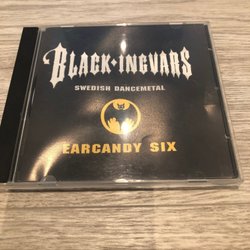 BLACK-INGVARS
SWEDISH DANCEMETAL
EARCANDY SIX